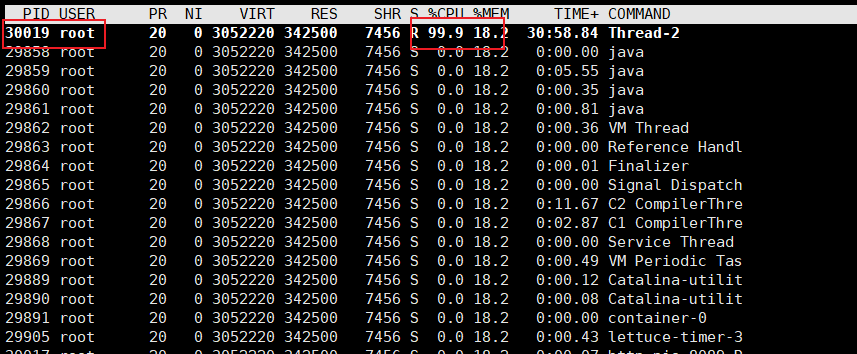 PID USER PR NI VIRT RES SHR S %CPU %MEM TIME+ COMMAND
30019 root 20 0 3052220 342500 7456 R 99.9 18.2 30:58.84 Thread-2
29858 root 20 0 3052220 342500 7456 S 0.0 18.2 0:00.00 java
29859 root 20 0 3052220 342500 7456 S 0.0 18.2 0:05.55 java
29860 root 20 0 3052220 342500 7456 S 0.0 18.2 0:00.35 java
29861 root 20 0 3052220 342500 7456 S 0.0 18.2 0:00.81 java
29862 root 20 0 3052220 342500 7456 S 0.0 18.2 0:00.36 VM Thread
29863 root 20 0 3052220 342500 7456 S 0.0 18.2 0:00.00 Reference Handl
29864 root 20 0 3052220 342500 7456 S 0.0 18.2 0:00.01 Finalizer
29865 root 20 0 3052220 342500 7456 S 0.0 18.2 0:00.00 Signal Dispatch
29866 root 20 0 3052220 342500 7456 S 0.0 18.2 0:11.67 C2 CompilerThre
29867 root 20 0 3052220 342500 7456 S 0.0 18.2 0:02.87 C1 CompilerThre
29868 root 20 0 3052220 342500 7456 S 0.0 18.2 0:00.00 Service Thread
29869 root 20 0 3052220 342500 7456 S 0.0 18.2 0:00.49 VM Periodic Tas
29889 root 20 0 3052220 342500 7456 S 0.0 18.2 0:00.12 Catalina-utilit
29890 root 20 0 3052220 342500 7456 S 0.0 18.2 0:00.08 Catalina-utilit
29891 root 20 0 3052220 342500 7456 S 0.0 18.2 0:00.00 container-0
29905 root 20 0 3052220 342500 7456 S 0.0 18.2 0:00.43 lettuce-timer-3